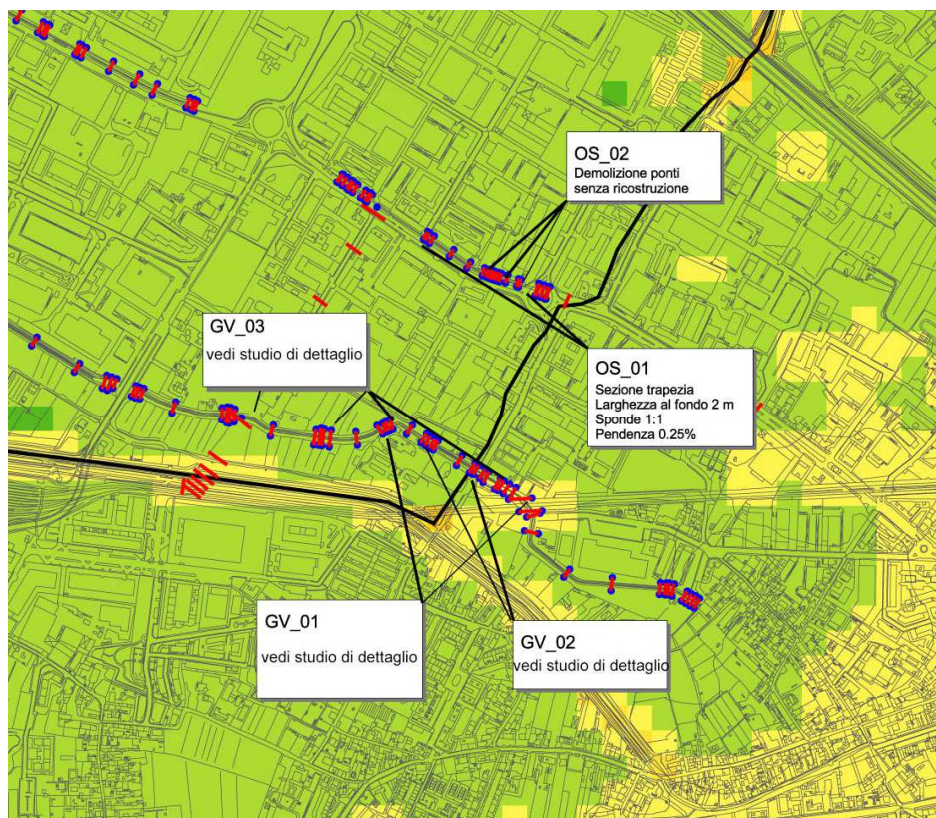 OS_02
Demolizione ponti
senza ricostruzione
GV_03
vedi studio di dettaglio
OS_01
Sezione trapezia
Larghezza al fondo 2 m
Sponde 1:1
Pendenza 0.25%
GV_01
vedi studio di dettaglio
GV_02
vedi studio di dettaglio